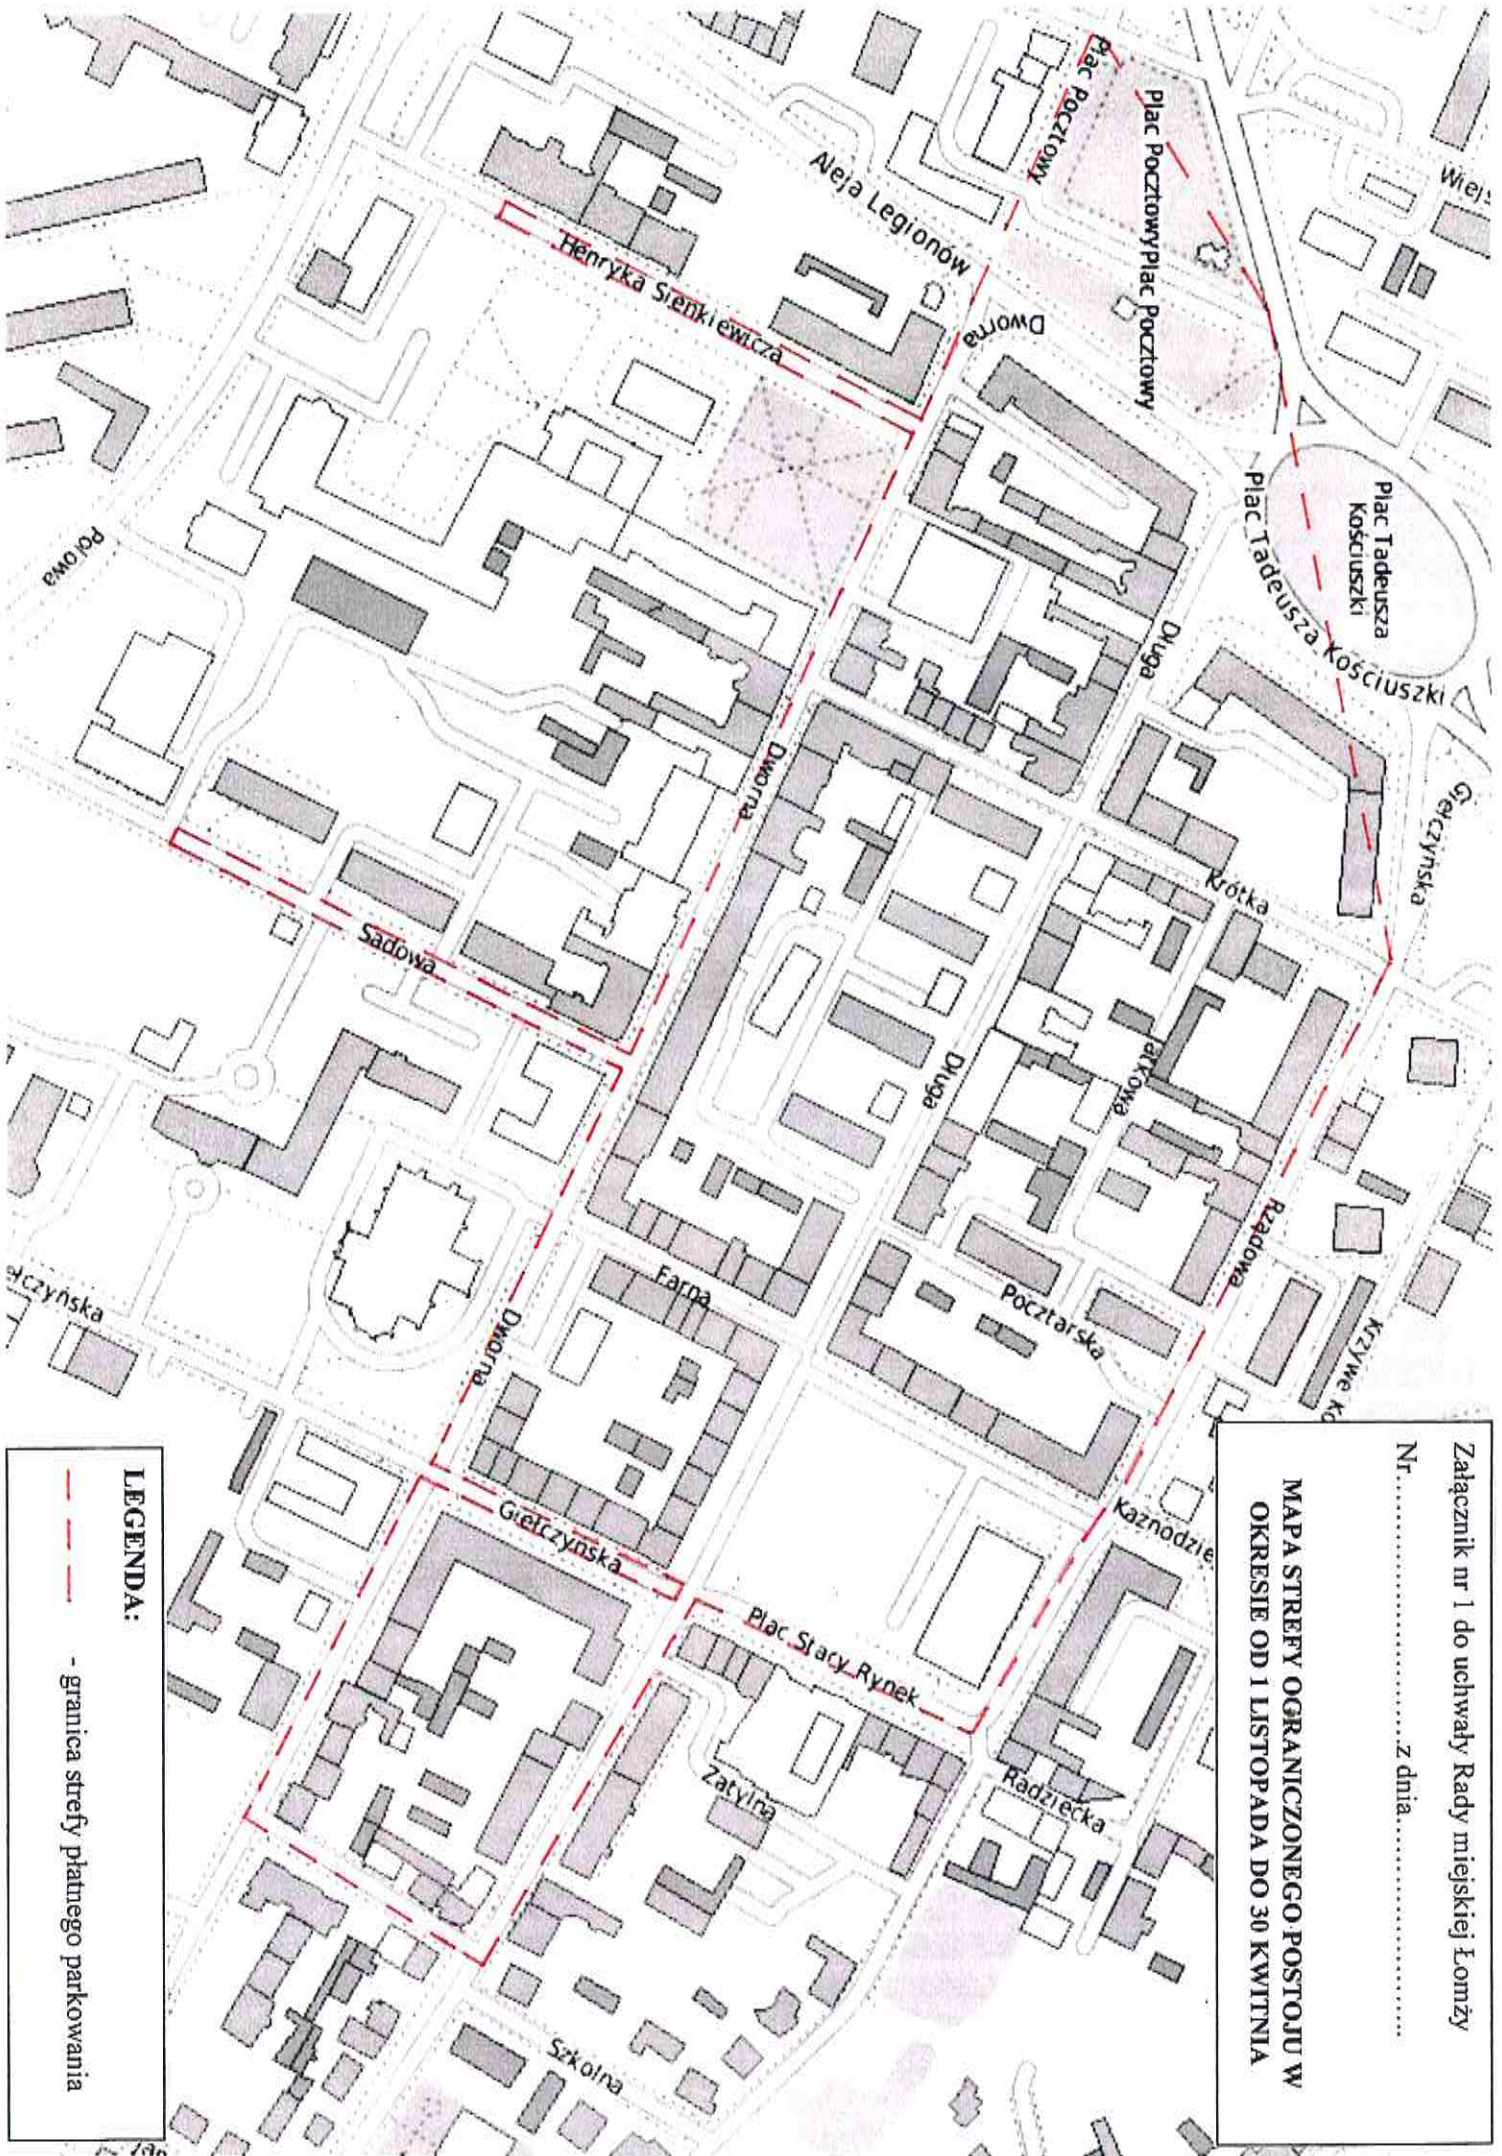 Załącznik nr 1 do uchwały Rady miejskiej Łomży
Nr..............................z dnia..............................
MAPA STREFY OGRANICZONEGO POSTOJU W
OKRESIE OD 1 LISTOPADA DO 30 KWITNIA
Plac Pocztowy
Plac Pocztowy
Plac Pocztowy
Aleja Legionów
Henryka Sienkiewicza
Dworna
Plac Tadeusza
Kościuszki
Plac Tadeusza Kościuszki
Długa
Giełczyńska
Krótka
Polowa
Dworna
Sadowa
Długa
Rządowa
Farna
Pocztarska
Dworna
Giełczyńska
Plac Stary Rynek
Radziecka
Zatylna
Szkolna
LEGENDA:
- granica strefy płatnego parkowania